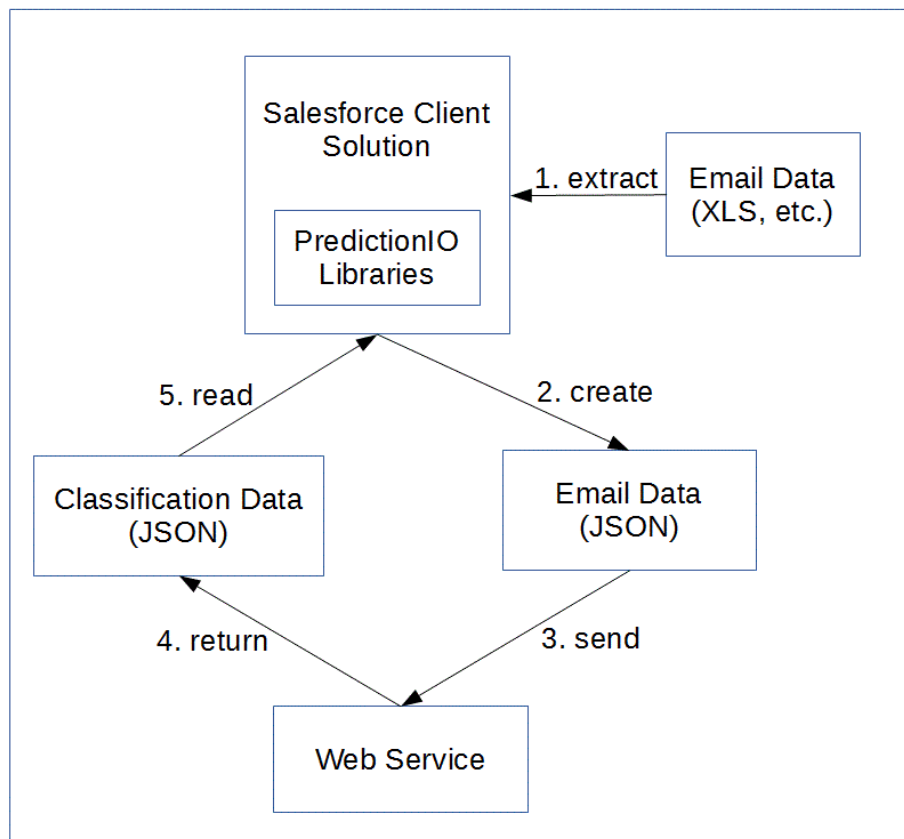 Salesforce Client
Solution
1. extract
Email Data
(XLS, etc.)
PredictionIO
Libraries
5. read
2. create
Classification Data
(JSON)
Email Data
(JSON)
4. return
3. send
Web Service